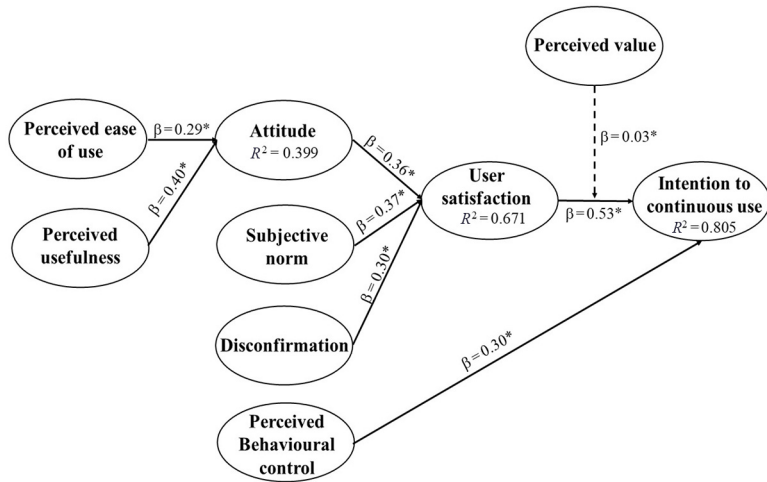 Perceived value
β = 0.03*
Perceived ease
of use
β = 0.29*
Attitude
R² = 0.399
β = 0.40*
Perceived
usefulness
β = 0.36*
Subjective
norm
β = 0.37*
Disconfirmation
β = 0.30*
User
satisfaction
R² = 0.671
β = 0.53*
Intention to
continuous use
R² = 0.805
Perceived
Behavioural
control
β = 0.30*